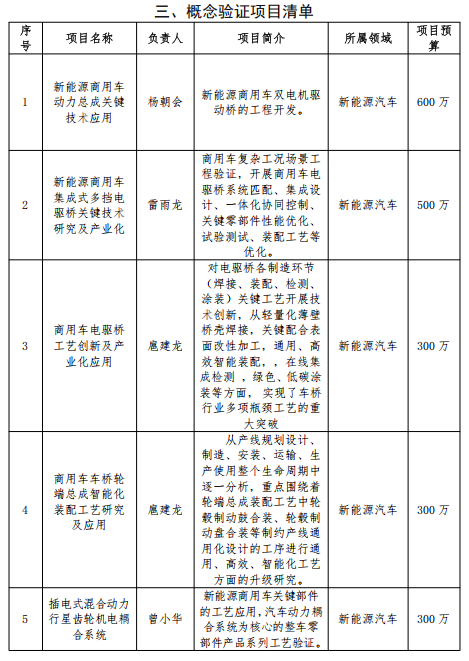 三、概念验证项目清单
序
号
项目名称
负责人
项目简介
所属领域
项目预
算
1
新能源商用车
动力总成关键
技术应用
杨朝会
新能源商用车双电机驱
动桥的工程开发。
新能源汽车
600 万
2
新能源商用车
集成式多挡电
驱桥关键技术
研究及产业化
雷雨龙
商用车复杂工况场景工
程验证，开展商用车电
驱桥系统匹配、集成设
计、一体化协同控制、
关键零部件性能优化、
试验测试、装配工艺等
优化。
新能源汽车
500 万
3
商用车电驱桥
工艺创新及产
业化应用
扈建龙
对电驱桥各制造环节
（焊接、装配、检测、
涂装）关键工艺开展技
术创新，从轻量化薄壁
桥壳焊接，关键配合表
面改性加工，通用、高
效智能装配，，在线集
成检测 ，绿色、低碳涂
装等方面， 实现了车桥
行业多项瓶颈工艺的重
大突破
新能源汽车
300 万
4
商用车车桥轮
端总成智能化
装配工艺研究
及应用
扈建龙
从产线规划设计、
制造、安装、运输、生
产使用整个生命周期中
逐一分析，重点围绕着
轮端总成装配工艺中轮
毂制动鼓合装、轮毂制
动盘合装等制约产线通
用化设计的工序进行通
用、高效、智能化工艺
方面的升级研究。
新能源汽车
300 万
5
插电式混合动力
行星齿轮机电耦
合系统
曾小华
新能源商用车关键部件
的工艺应用,汽车动力耦
合系统为核心的整车零
部件产品系列工艺验证。
新能源汽车
300 万